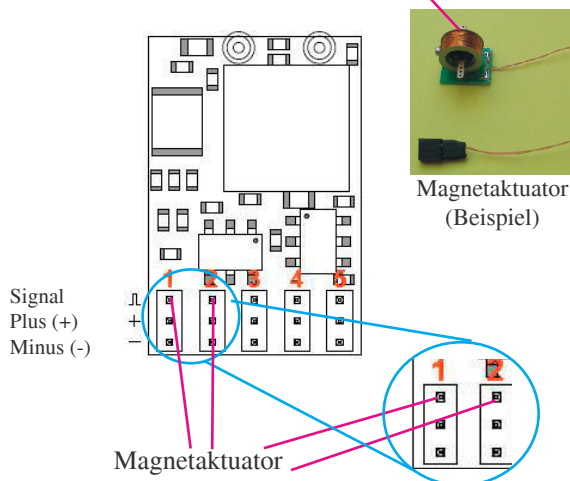 Magnetaktuator
(Beispiel)
1 2 3 4 5
Signal
Plus (+)
Minus (-)
+
-
1 2
Magnetaktuator